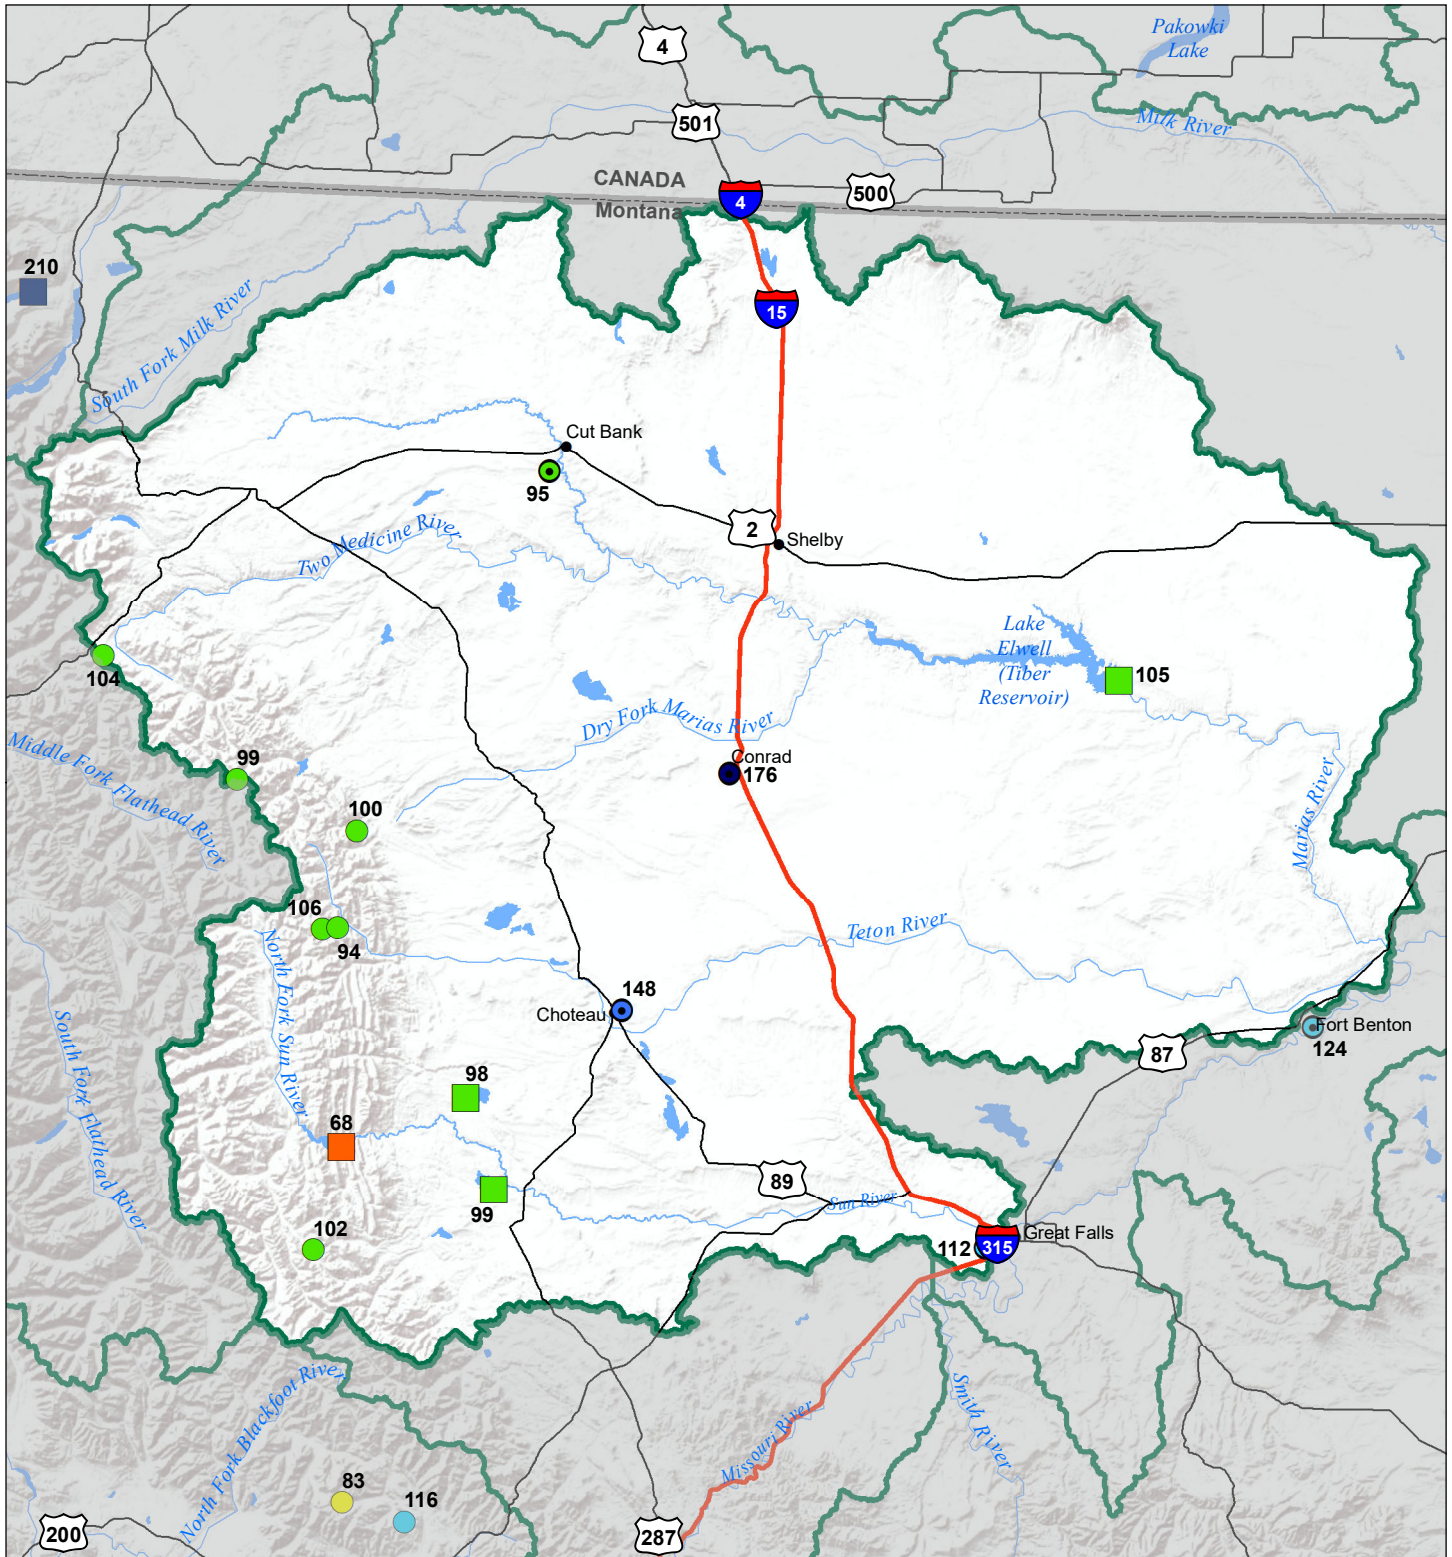 Pakowki
Lake
4
501
Milk River
CANADA
Montana
4
500
210
15
South Fork Milk River
Cut Bank
95
2
Shelby
Two Medicine River
Lake
Elwell
(Tiber
Reservoir)
105
104
Dry Fork Marias River
Middle Fork Flathead River
99
Conrad
176
100
Marias River
106
94
North Fork Sun River
Teton River
148
Choteau
South Fork Flathead River
Fort Benton
124
87
98
68
89
99
Sun River
102
112
315
Great Falls
North Fork Blackfoot River
Missouri River
Smith River
83
116
200
287